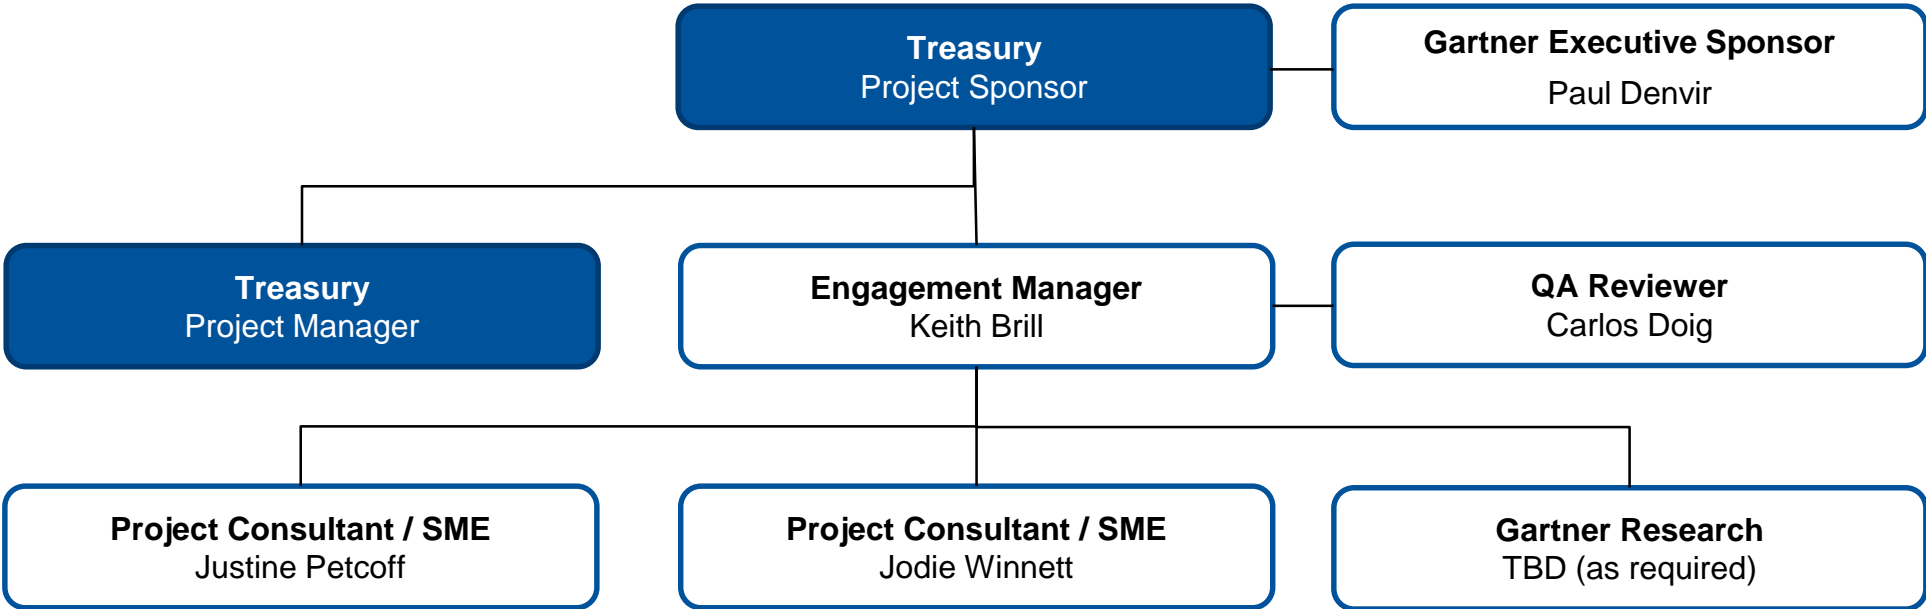 Treasury
Project Sponsor
Gartner Executive Sponsor
Paul Denvir
Treasury
Project Manager
Engagement Manager
Keith Brill
QA Reviewer
Carlos Doig
Project Consultant / SME
Justine Petcoff
Project Consultant / SME
Jodie Winnett
Gartner Research
TBD (as required)